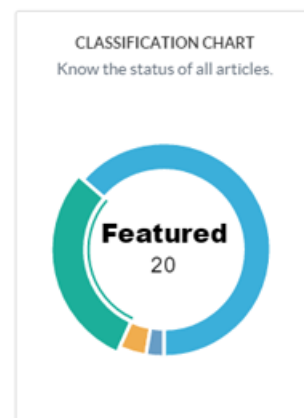 CLASSIFICATION CHART
Know the status of all articles.
Featured
20